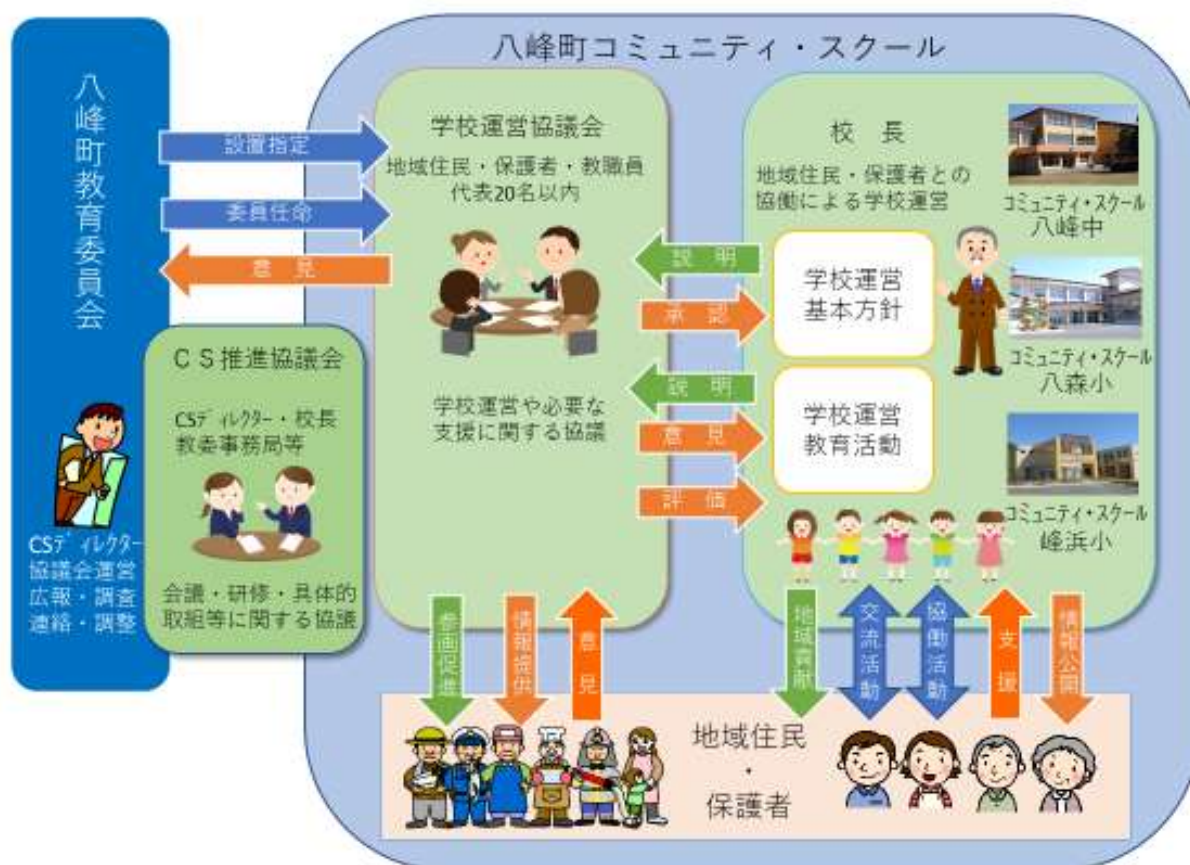 八峰町コミュニティ・スクール
八峰町教育委員会
設置指定
委員任命
意見
学校運営協議会
地域住民・保護者・教職員
代表20名以内
学校運営や必要な
支援に関する協議
説明
承認
説明
意見
評価
校長
地域住民・保護者との
協働による学校運営
学校運営
基本方針
学校運営
教育活動
コミュニティ・スクール
八峰中
コミュニティ・スクール
八森小
コミュニティ・スクール
峰浜小
CS推進協議会
CSディレクター・校長
教委事務局等
会議・研修・具体的
取組等に関する協議
CSディレクター
協議会運営
広報・調査
連絡・調整
参画促進
情報提供
意見
地域貢献
交流活動
協働活動
支援
情報公開
地域住民
・
保護者